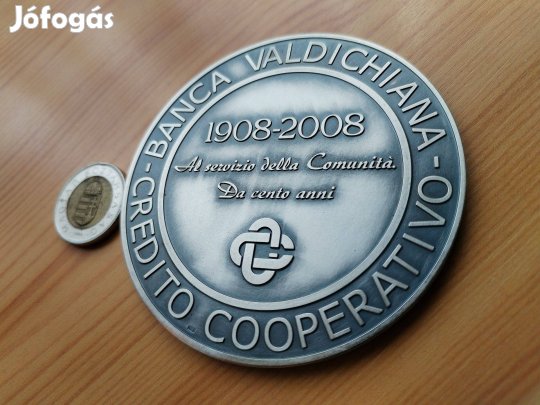 Jófogás
- BANCA VALDICHIANA -
CREDITO COOPERATIVO
1908-2008
Al servizio della Comunità.
Da cento anni